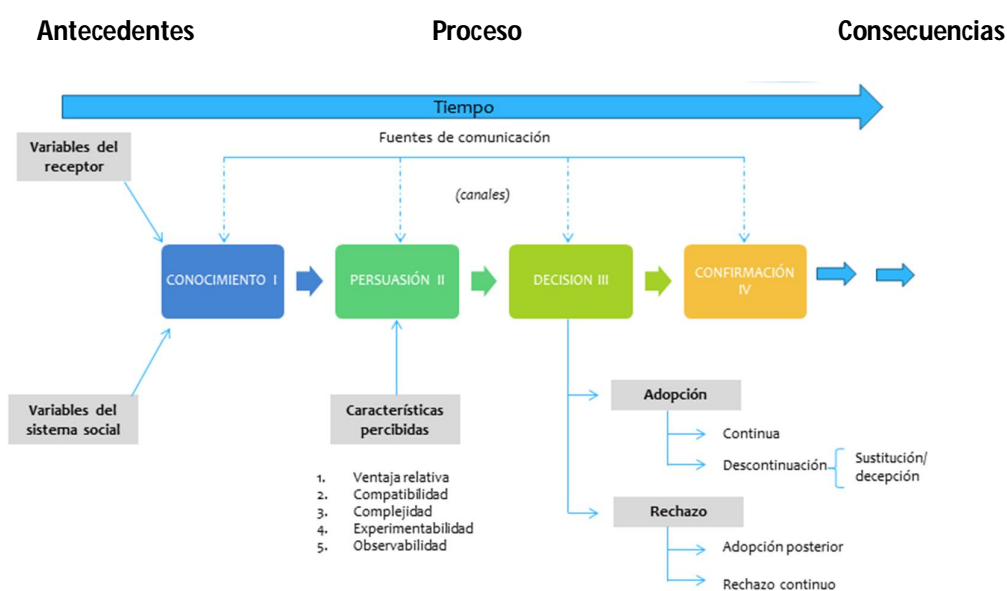 Antecedentes
Proceso
Consecuencias
Tiempo
Fuentes de comunicación
Variables del
receptor
(canales)
CONOCIMIENTO I
PERSUASIÓN II
DECISION III
CONFIRMACIÓN
IV
Variables del
sistema social
Características
percibidas
1. Ventaja relativa
2. Compatibilidad
3. Complejidad
4. Experimentabilidad
5. Observabilidad
Adopción
Continua
Descontinuación
Sustitución/
decepción
Rechazo
Adopción posterior
Rechazo continuo